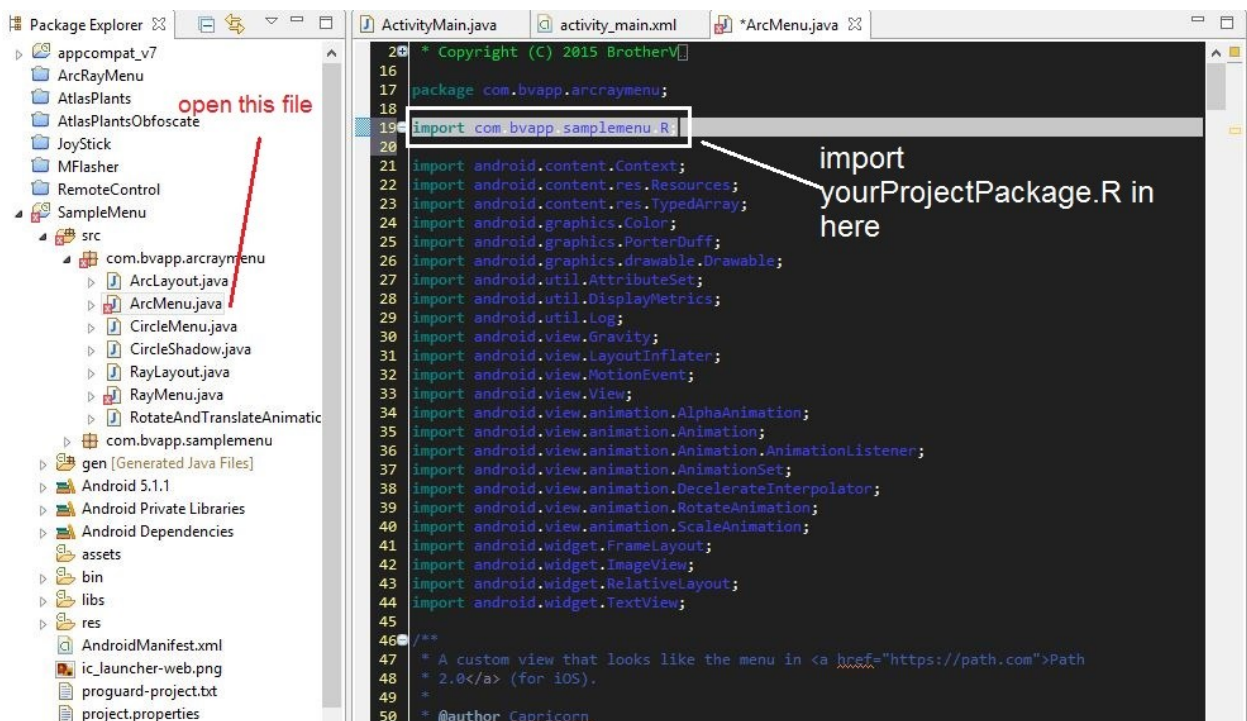 Package Explorer
appcompat_v7
ArcRayMenu
AtlasPlants
AtlasPlantsObfoscate
JoyStick
MFlasher
RemoteControl
SampleMenu
src
com.bvapp.arcraymenu
ArcLayout.java
ArcMenu.java
CircleMenu.java
CircleShadow.java
RayLayout.java
RayMenu.java
RotateAndTranslateAnimatic
com.bvapp.samplemenu
gen [Generated Java Files]
Android 5.1.1
Android Private Libraries
Android Dependencies
assets
bin
libs
res
AndroidManifest.xml
ic_launcher-web.png
proguard-project.txt
project.properties
open this file
ActivityMain.java activity_main.xml *ArcMenu.java
2 * Copyright (C) 2015 BrotherV
16
17 package com.bvapp.arcraymenu;
18
19 import com.bvapp.samplemenu.R;
20
21 import android.content.Context;
22 import android.content.res.Resources;
23 import android.content.res.TypedArray;
24 import android.graphics.Color;
25 import android.graphics.PorterDuff;
26 import android.graphics.drawable.Drawable;
27 import android.util.AttributeSet;
28 import android.util.DisplayMetrics;
29 import android.util.Log;
30 import android.view.Gravity;
31 import android.view.LayoutInflater;
32 import android.view.MotionEvent;
33 import android.view.View;
34 import android.view.animation.AlphaAnimation;
35 import android.view.animation.Animation;
36 import android.view.animation.Animation.AnimationListener;
37 import android.view.animation.AnimationSet;
38 import android.view.animation.DecelerateInterpolator;
39 import android.view.animation.RotateAnimation;
40 import android.view.animation.ScaleAnimation;
41 import android.widget.FrameLayout;
42 import android.widget.ImageView;
43 import android.widget.RelativeLayout;
44 import android.widget.TextView;
45
46 /**
47 * A custom view that looks like the menu in <a href="https://path.com">Path
48 * 2.0</a> (for iOS).
49 *
50 * @author Capricorn
import
yourProjectPackage.R in
here